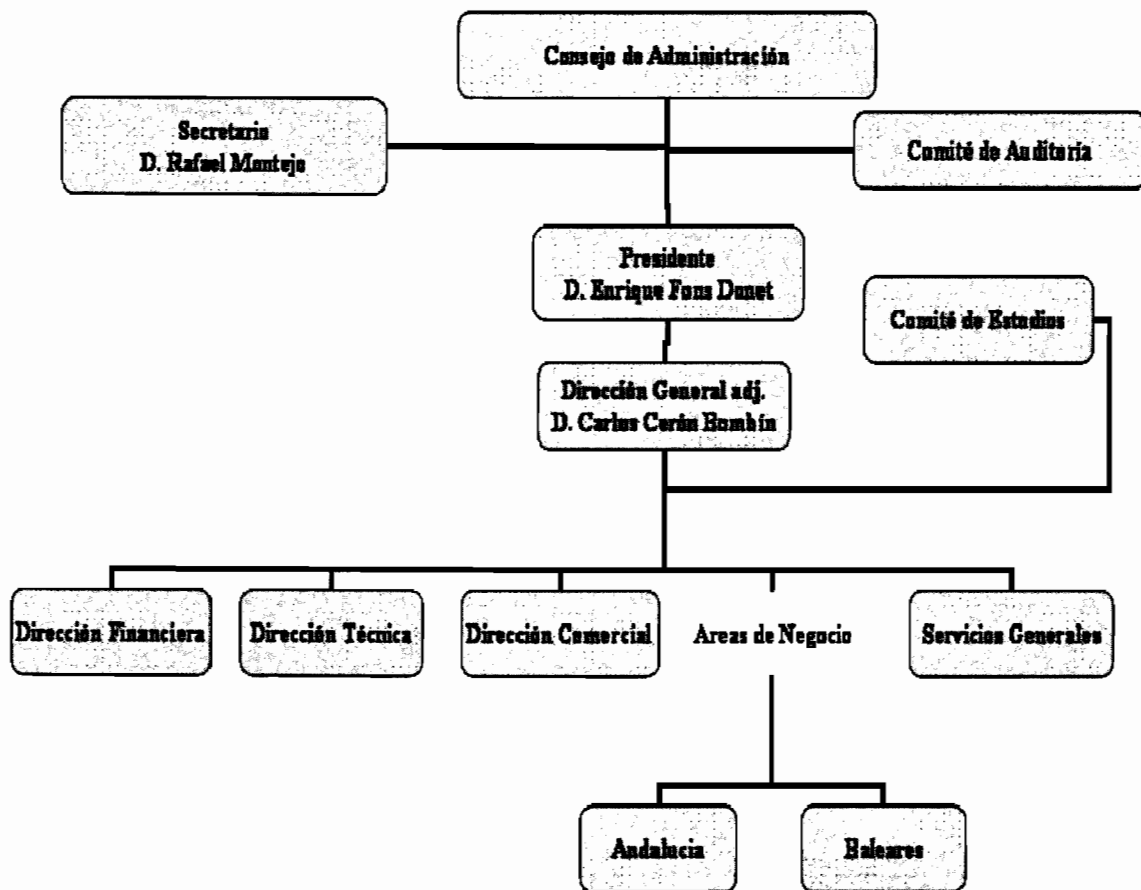 Consejo de Administración
Secretario
D. Rafael Montejo
Comité de Auditoría
Presidente
D. Enrique Fons Donet
Comité de Estudios
Dirección General adj.
D. Carlos Cerón Bombín
Dirección Financiera
Dirección Técnica
Dirección Comercial
Areas de Negocio
Servicios Generales
Andalucia
Baleares